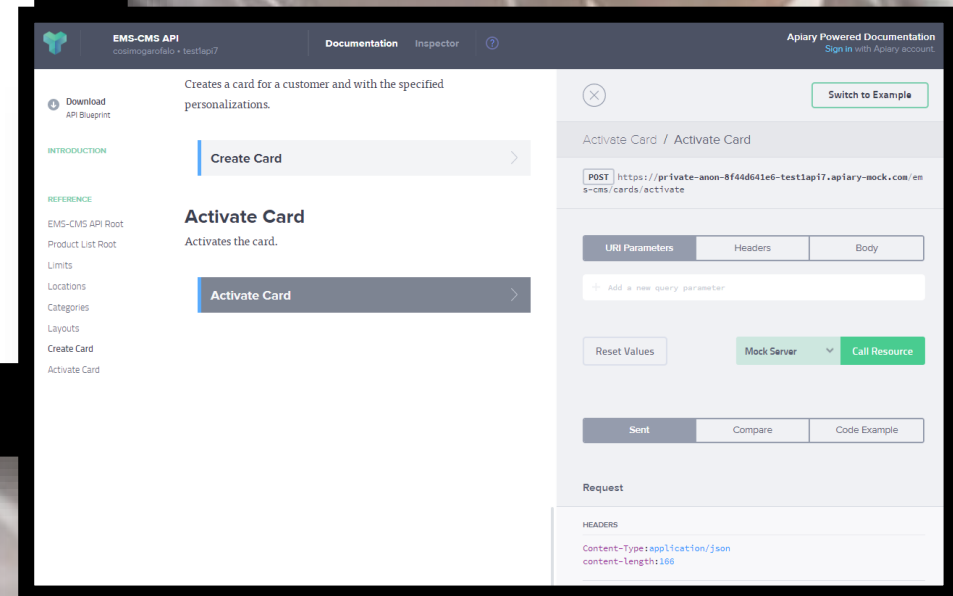 EMS-CMS API
cosimogarofalo • test1api7
Documentation
Inspector
?
Apiary Powered Documentation
Sign in with Apiary account.
Download
API Blueprint
INTRODUCTION
REFERENCE
EMS-CMS API Root
Product List Root
Limits
Locations
Categories
Layouts
Create Card
Activate Card
Creates a card for a customer and with the specified
personalizations.
Create Card
Activate Card
Activates the card.
Activate Card
Switch to Example
Activate Card / Activate Card
POST https://private-anon-8f44d641e6-test1api7.apiary-mock.com/em
s-cms/cards/activate
URI Parameters
Headers
Body
+ Add a new query parameter
Reset Values
Mock Server
Call Resource
Sent
Compare
Code Example
Request
HEADERS
Content-Type:application/json
content-length:166